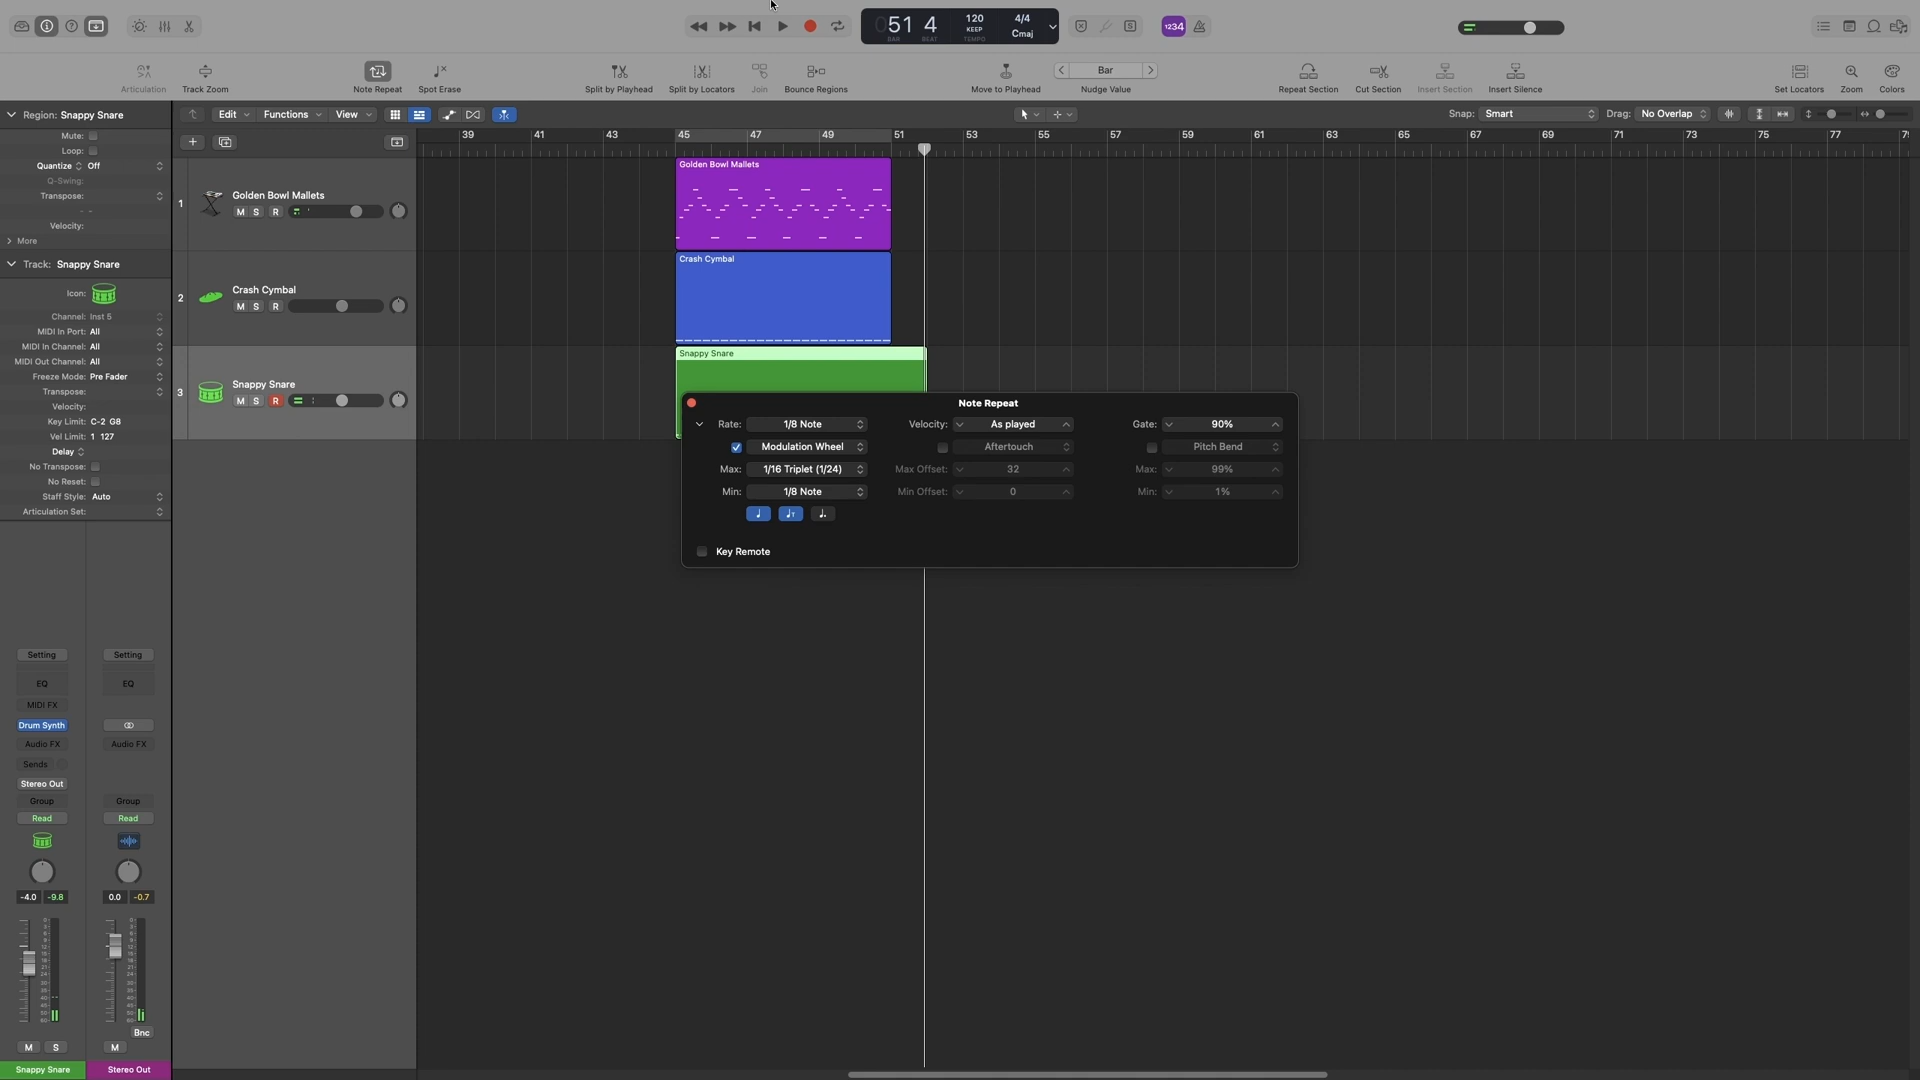 51 4
BAR BEAT
120
KEEP
TEMPO
4/4
Cmaj
1234
Articulation
Track Zoom
Note Repeat
Spot Erase
Split by Playhead
Split by Locators
Join
Bounce Regions
Move to Playhead
Bar
Nudge Value
Repeat Section
Cut Section
Insert Section
Insert Silence
Set Locators
Zoom
Colors
Region: Snappy Snare
Edit
Functions
View
Snap: Smart
Drag: No Overlap
39 41 43 45 47 49 51 53 55 57 59 61 63 65 67 69 71 73 75 77
Mute:
Loop:
Quantize Off
Q-Swing:
Transpose:
Velocity:
More
Track: Snappy Snare
Icon:
Channel: Inst 5
MIDI In Port: All
MIDI In Channel: All
MIDI Out Channel: All
Freeze Mode: Pre Fader
Transpose:
Velocity:
Key Limit: C-2 G8
Vel Limit: 1 127
Delay
No Transpose:
No Reset:
Staff Style: Auto
Articulation Set:
1
Golden Bowl Mallets
M S R
2
Crash Cymbal
M S R
3
Snappy Snare
M S R
Golden Bowl Mallets
Crash Cymbal
Snappy Snare
Note Repeat
Rate: 1/8 Note
Velocity: As played
Gate: 90%
Modulation Wheel
Aftertouch
Pitch Bend
Max: 1/16 Triplet (1/24)
Max Offset: 32
Max: 99%
Min: 1/8 Note
Min Offset: 0
Min: 1%
Key Remote
Setting Setting
EQ EQ
MIDI FX
Drum Synth
Audio FX Audio FX
Sends
Stereo Out
Group Group
Read Read
-4.0 -9.8 0.0 -0.7
Bnc
M S M
Snappy Snare Stereo Out